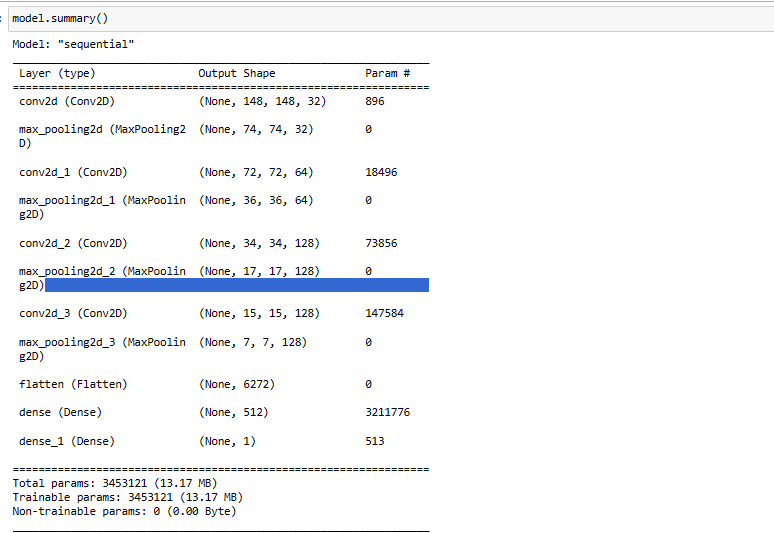 :
model.summary()
Model: "sequential"
_________________________________________________________________
Layer (type) Output Shape Param #
=================================================================
conv2d (Conv2D) (None, 148, 148, 32) 896
max_pooling2d (MaxPooling2 (None, 74, 74, 32) 0
D)
conv2d_1 (Conv2D) (None, 72, 72, 64) 18496
max_pooling2d_1 (MaxPoolin (None, 36, 36, 64) 0
g2D)
conv2d_2 (Conv2D) (None, 34, 34, 128) 73856
max_pooling2d_2 (MaxPoolin (None, 17, 17, 128) 0
g2D)
conv2d_3 (Conv2D) (None, 15, 15, 128) 147584
max_pooling2d_3 (MaxPoolin (None, 7, 7, 128) 0
g2D)
flatten (Flatten) (None, 6272) 0
dense (Dense) (None, 512) 3211776
dense_1 (Dense) (None, 1) 513
=================================================================
Total params: 3453121 (13.17 MB)
Trainable params: 3453121 (13.17 MB)
Non-trainable params: 0 (0.00 Byte)
_________________________________________________________________